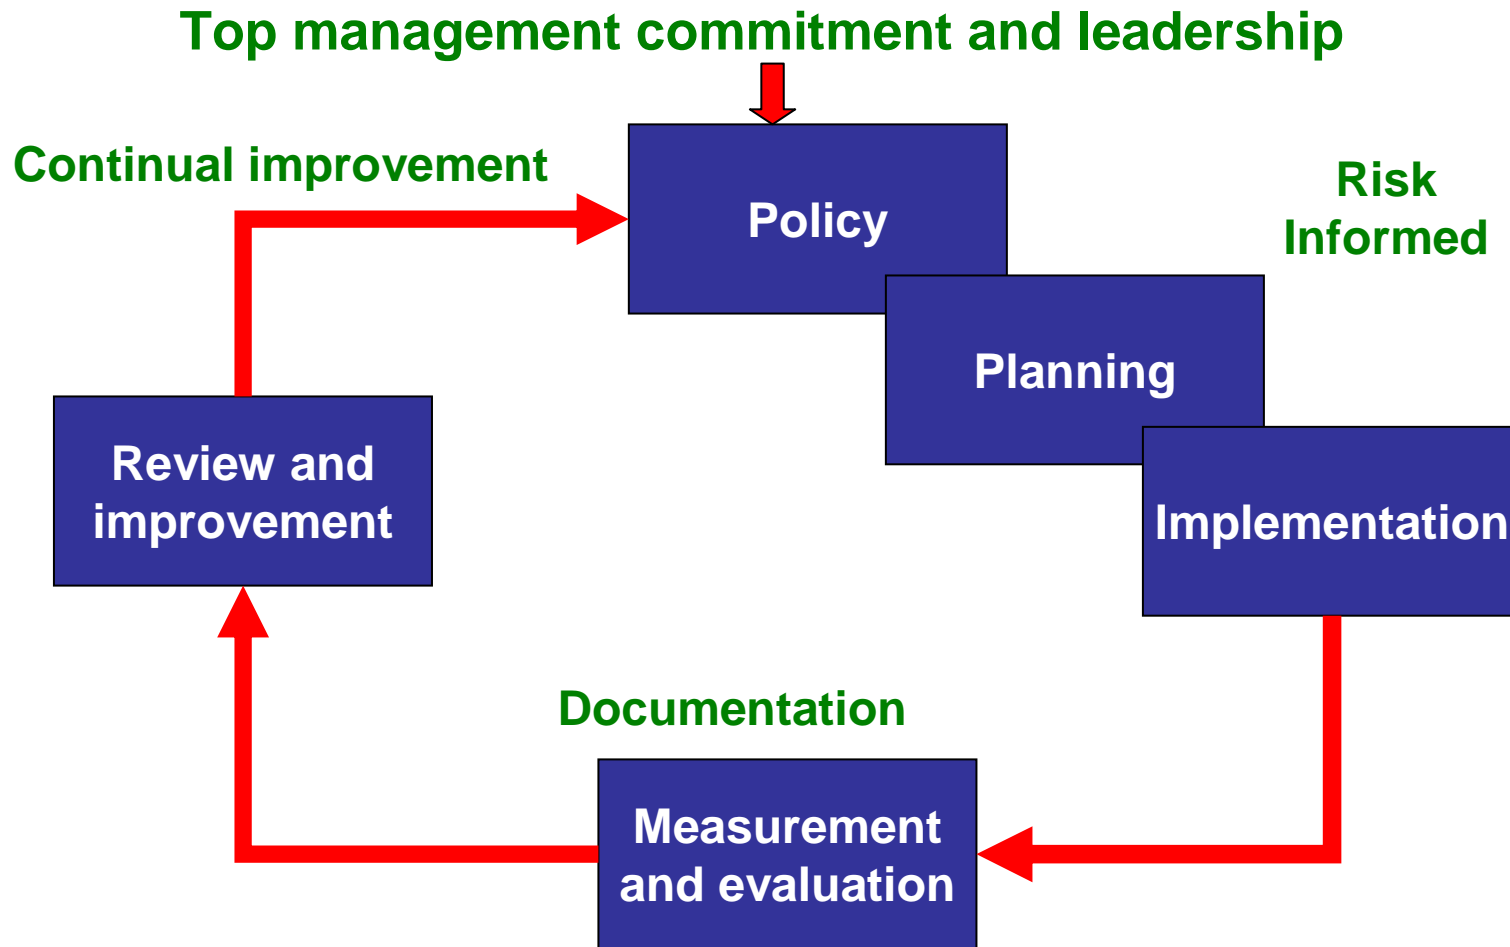 Top management commitment and leadership
Continual improvement
Policy
Risk
Informed
Planning
Review and
improvement
Implementation
Documentation
Measurement
and evaluation